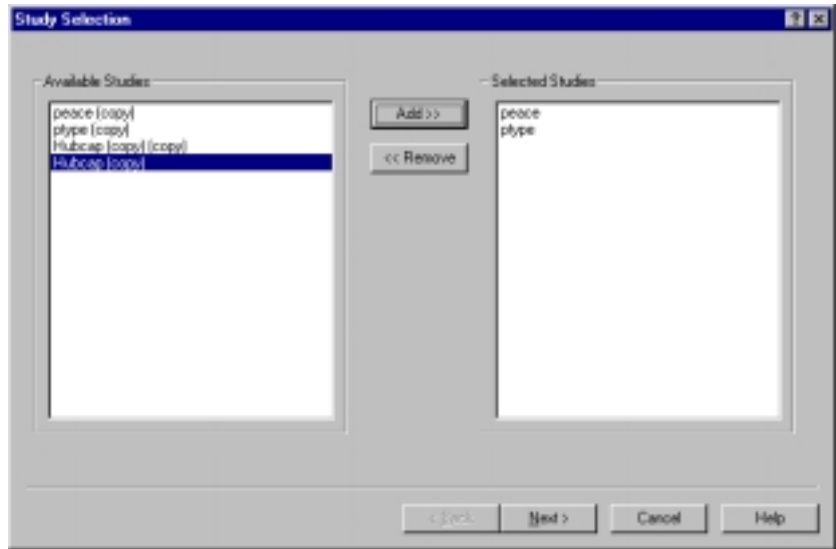 Study Selection
Available Studies
peace (copy)
ptype (copy)
Hubcap (copy) (copy)
Hubcap (copy)
Add >>
<< Remove
Selected Studies
peace
ptype
< Back
Next >
Cancel
Help